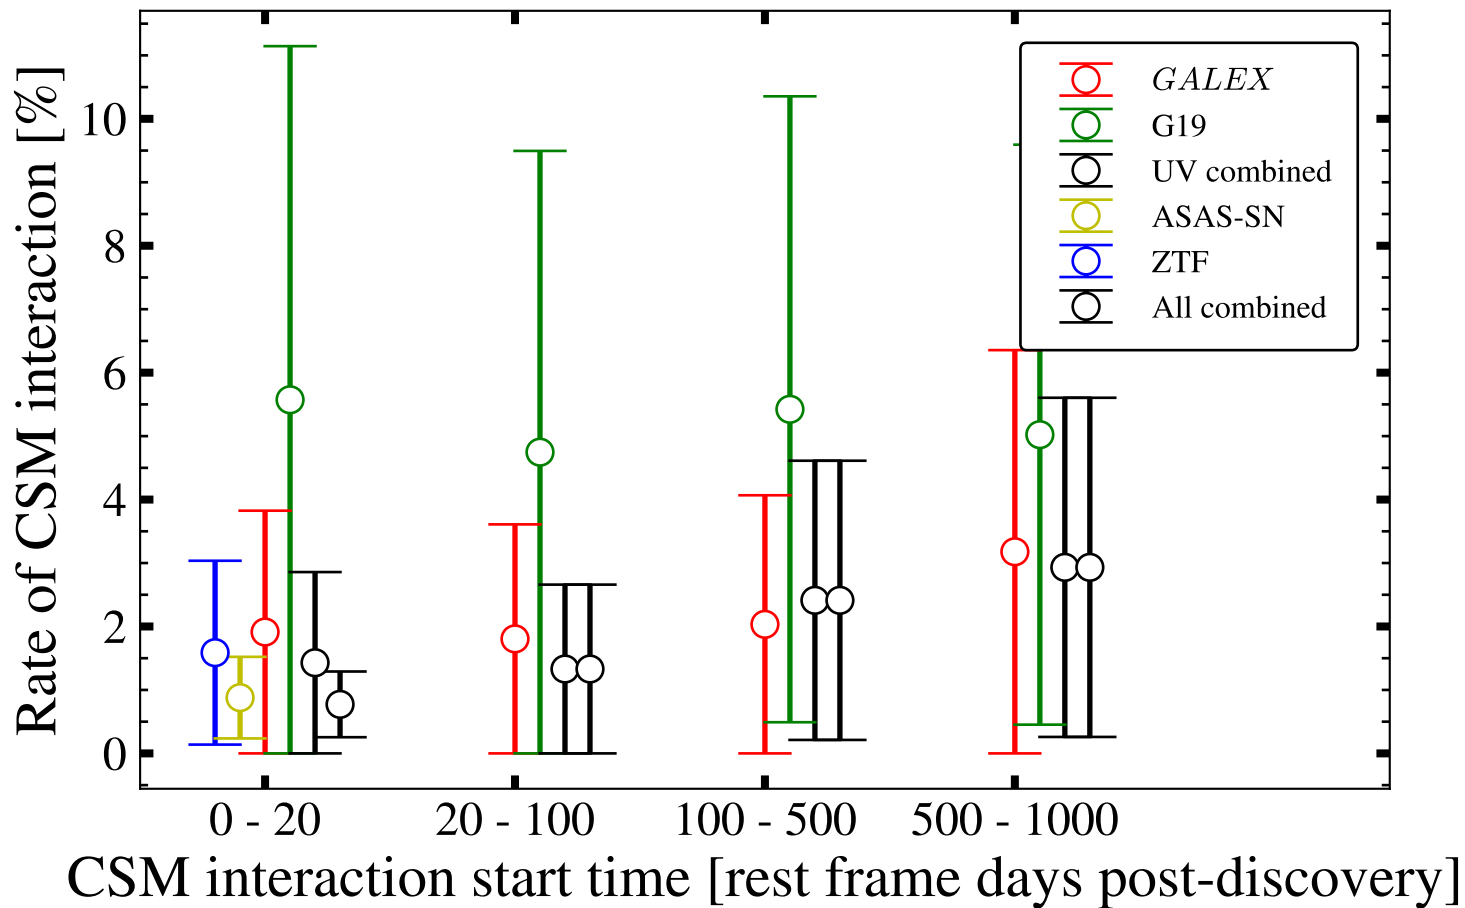 Rate of CSM interaction [%]
10
8
6
4
2
0
GALEX
G19
UV combined
ASAS-SN
ZTF
All combined
0 - 20
20 - 100
100 - 500
500 - 1000
CSM interaction start time [rest frame days post-discovery]